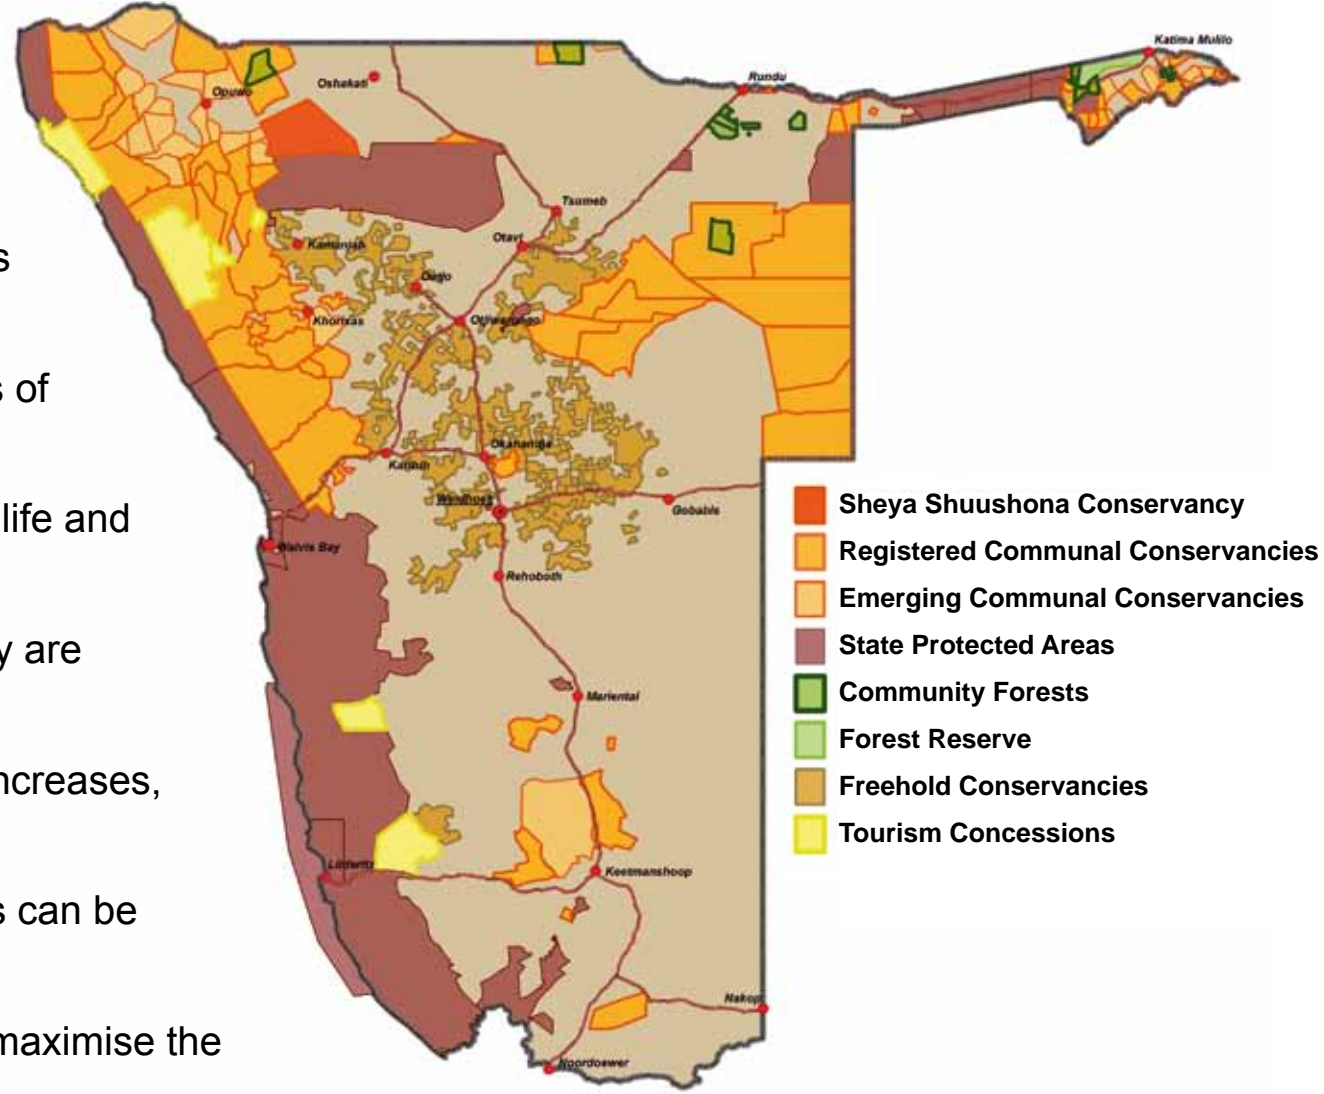 s
s of
life and
y are
ncreases,
s can be
maximise the
Katima Mulilo
Rundu
Oshakati
Opuwo
Tsumeb
Otavi
Kamanjab
Outjo
Khorixas
Otjiwarongo
Okahandja
Karibib
Windhoek
Gobabis
Walvis Bay
Rehoboth
Mariental
Lüderitz
Keetmanshoop
Nakop
Noordoewer
Sheya Shuushona Conservancy
Registered Communal Conservancies
Emerging Communal Conservancies
State Protected Areas
Community Forests
Forest Reserve
Freehold Conservancies
Tourism Concessions